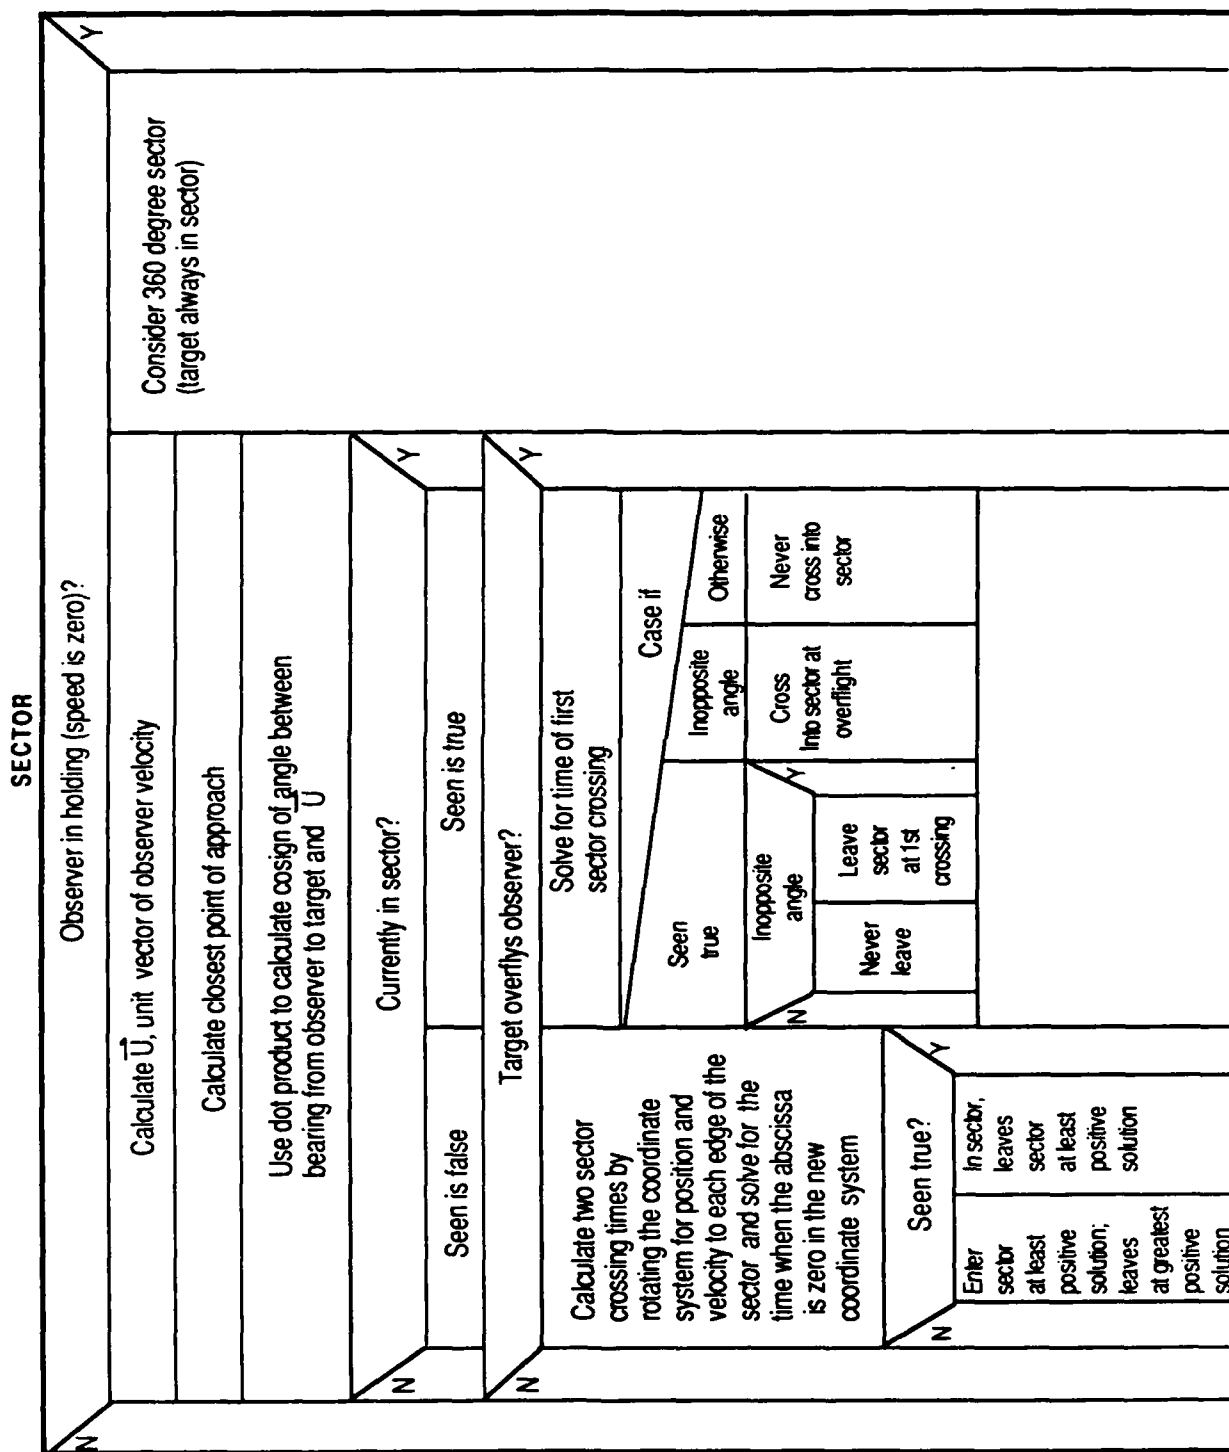 SECTOR
Observer in holding (speed is zero)?
N
Y
Calculate U, unit vector of observer velocity
Calculate closest point of approach
Use dot product to calculate cosign of angle between
bearing from observer to target and U
Consider 360 degree sector
(target always in sector)
Currently in sector?
N
Y
Seen is false
Seen is true
Target overflys observer?
N
Y
Calculate two sector
crossing times by
rotating the coordinate
system for position and
velocity to each edge of the
sector and solve for the
time when the abscissa
is zero in the new
coordinate system
Seen true?
N
Y
Enter
sector
at least
positive
solution;
leaves
at greatest
positive
solution
In sector,
leaves
sector
at least
positive
solution
Solve for time of first
sector crossing
Case if
Seen
true
Inopposite
angle
Otherwise
Inopposite
angle
N
Y
Never
leave
Leave
sector
at 1st
crossing
Cross
Into sector at
overflight
Never
cross into
sector